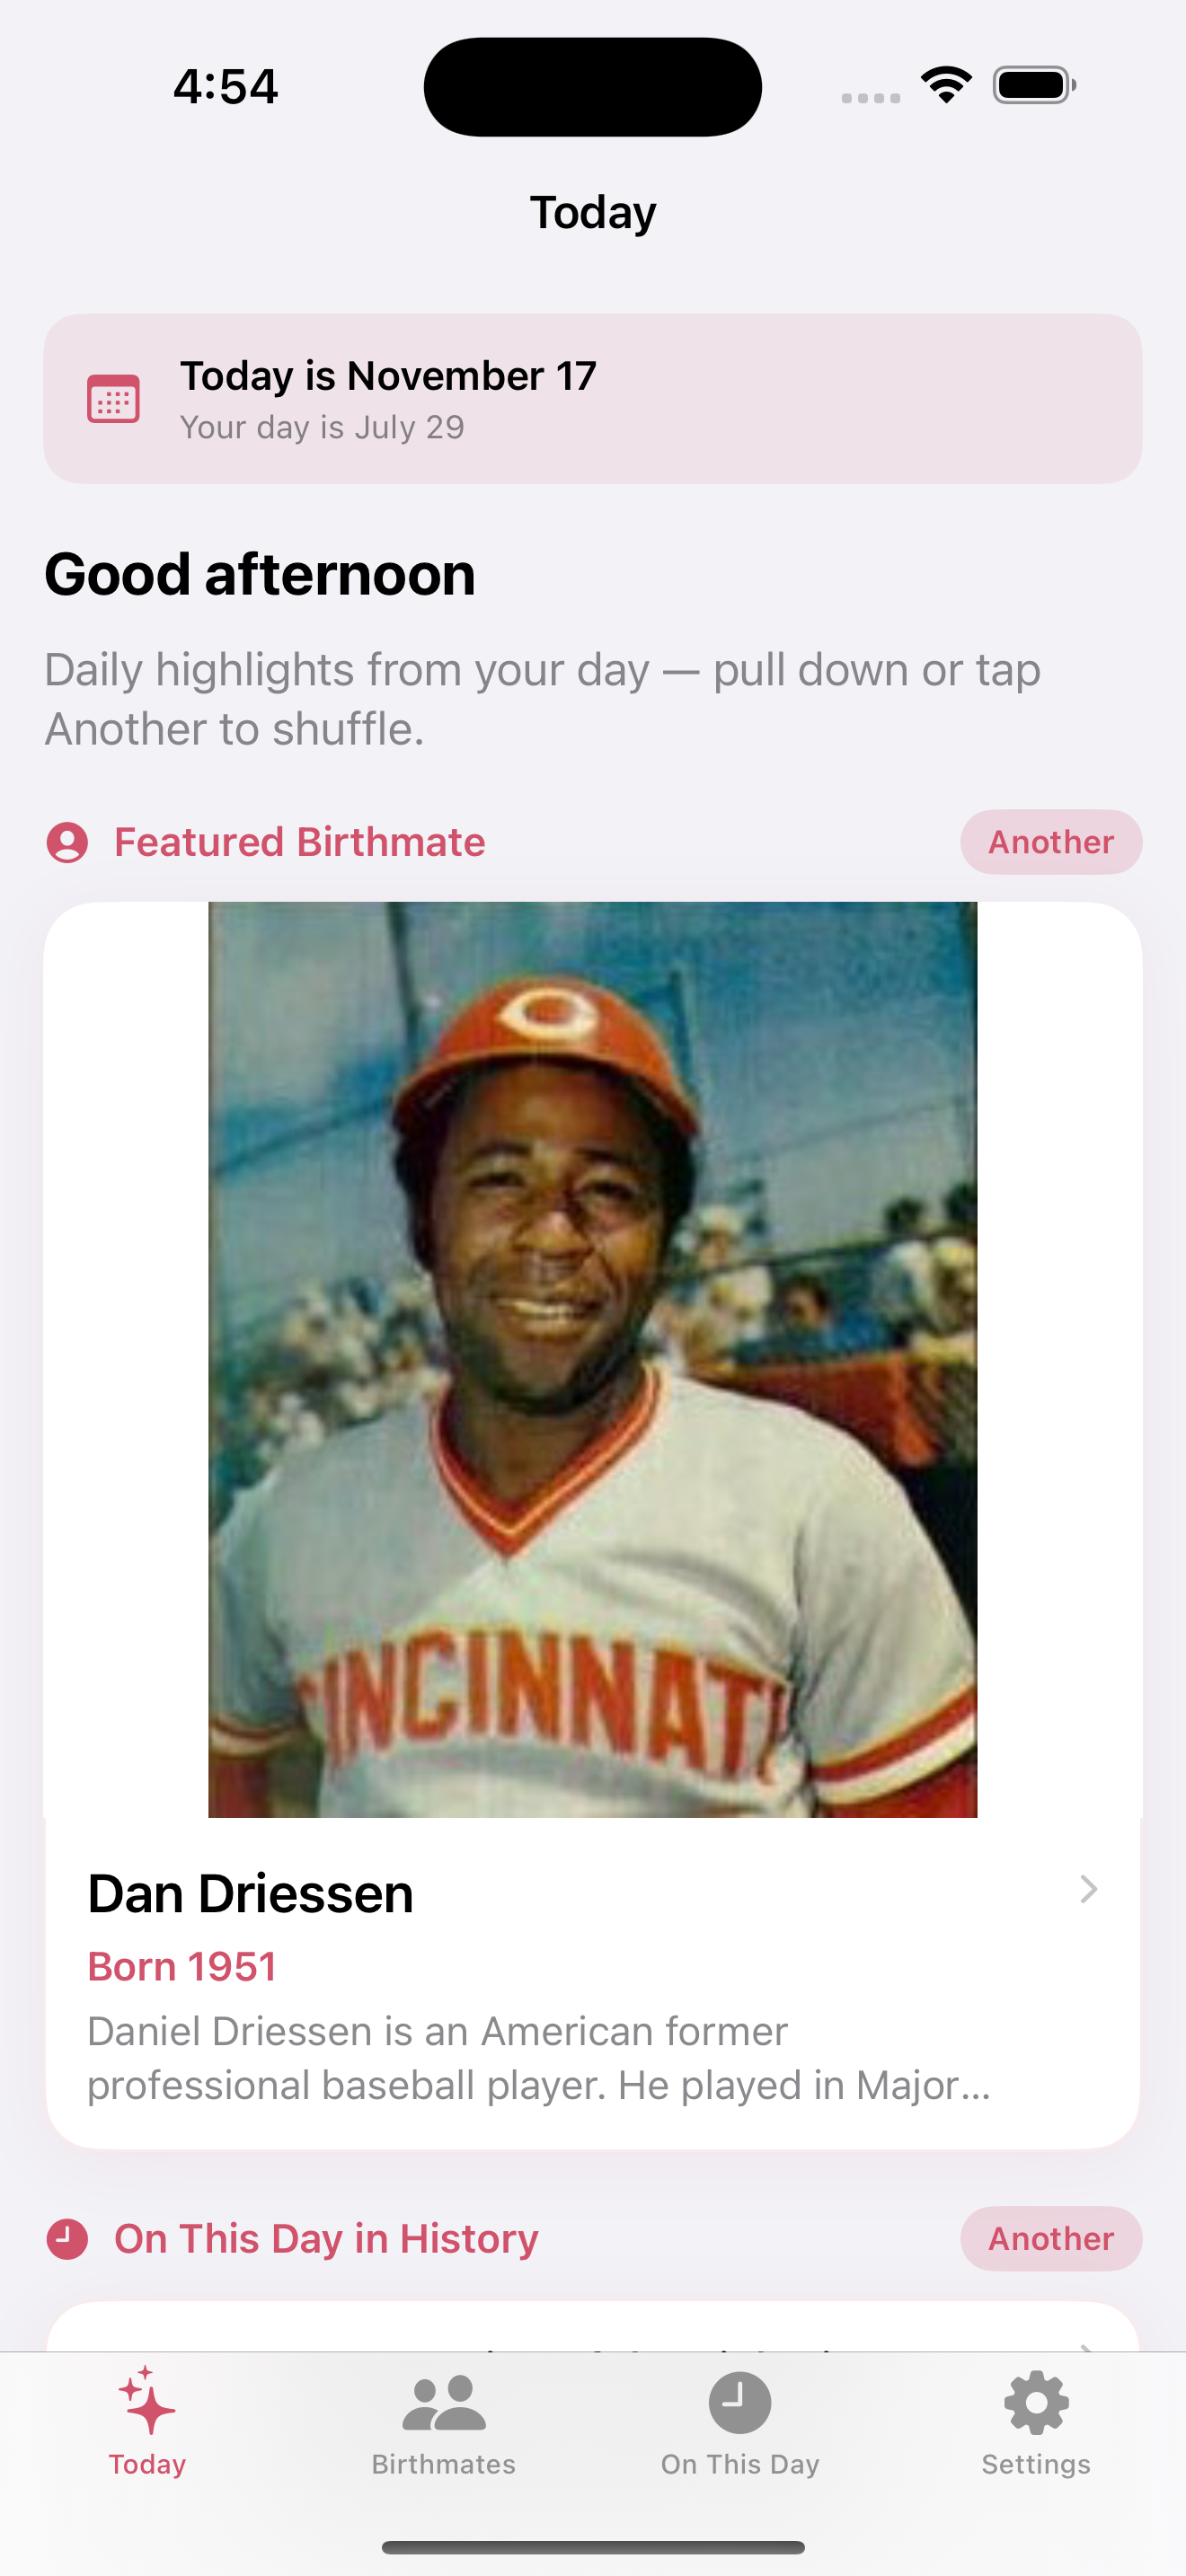 4:54
Today
Today is November 17
Your day is July 29
Good afternoon
Daily highlights from your day — pull down or tap
Another to shuffle.
Featured Birthmate
Another
C
CINCINNATI
Dan Driessen
Born 1951
Daniel Driessen is an American former
professional baseball player. He played in Major...
On This Day in History
Another
Today
Birthmates
On This Day
Settings